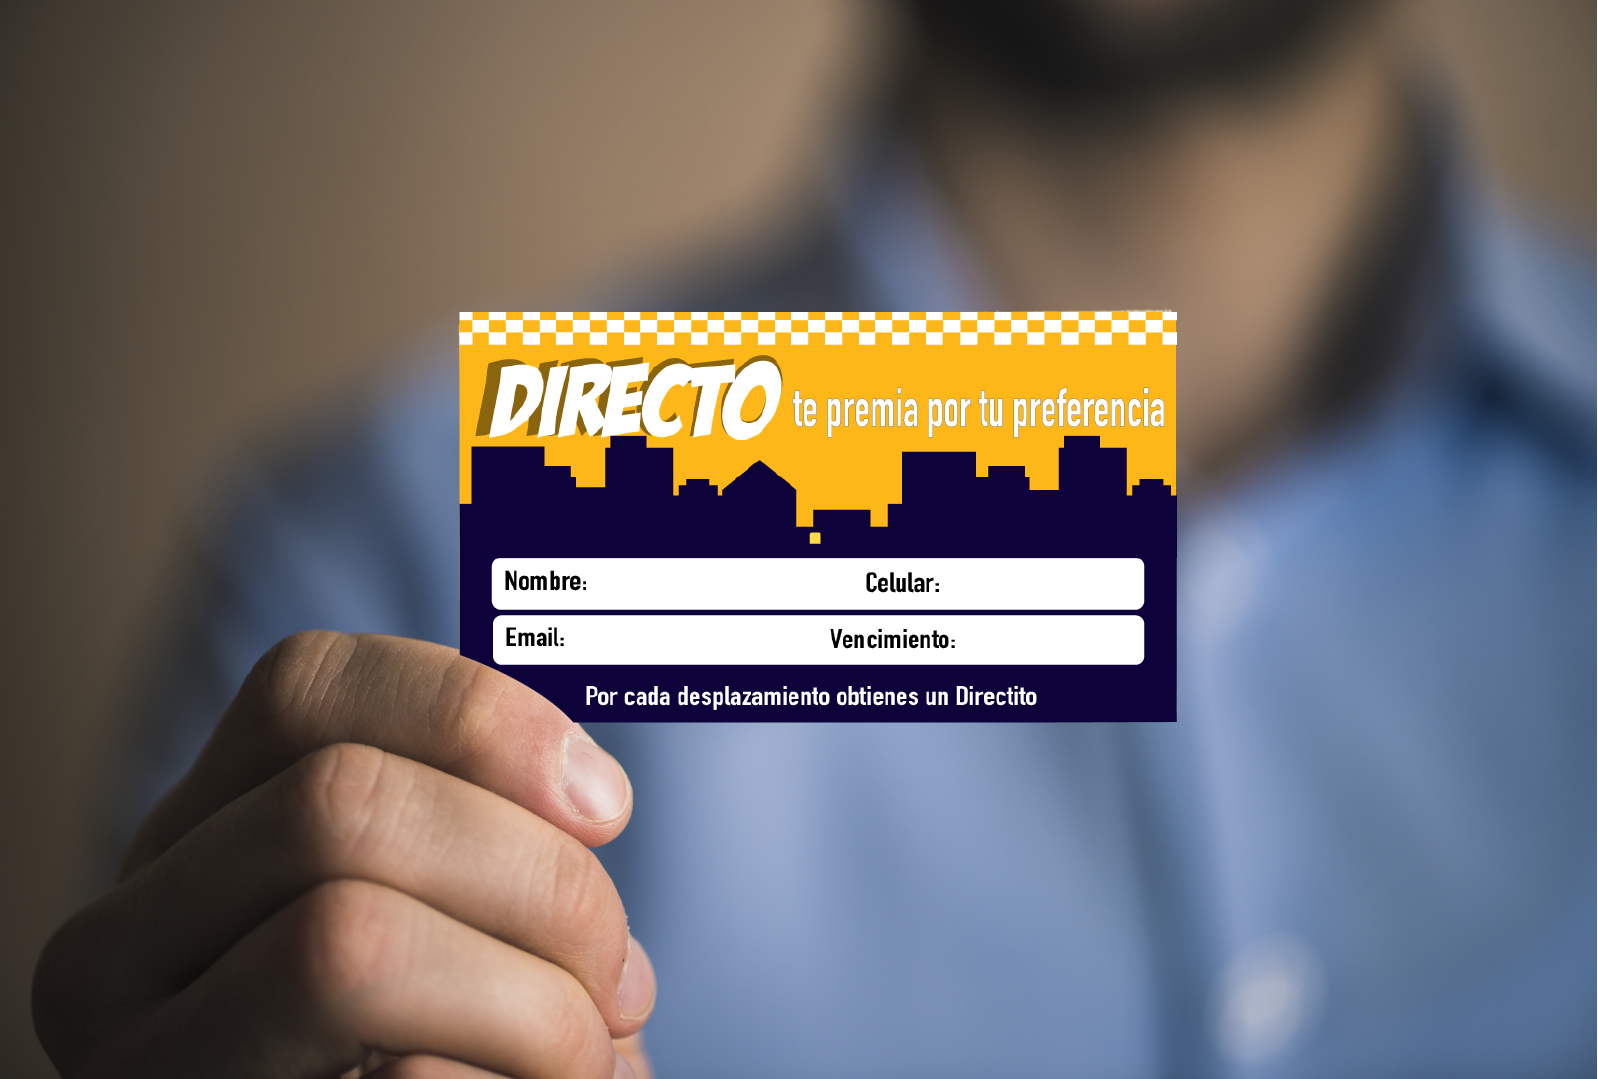 DIRECTO te premia por tu preferencia
Nombre: Celular:
Email: Vencimiento:
Por cada desplazamiento obtienes un Directito